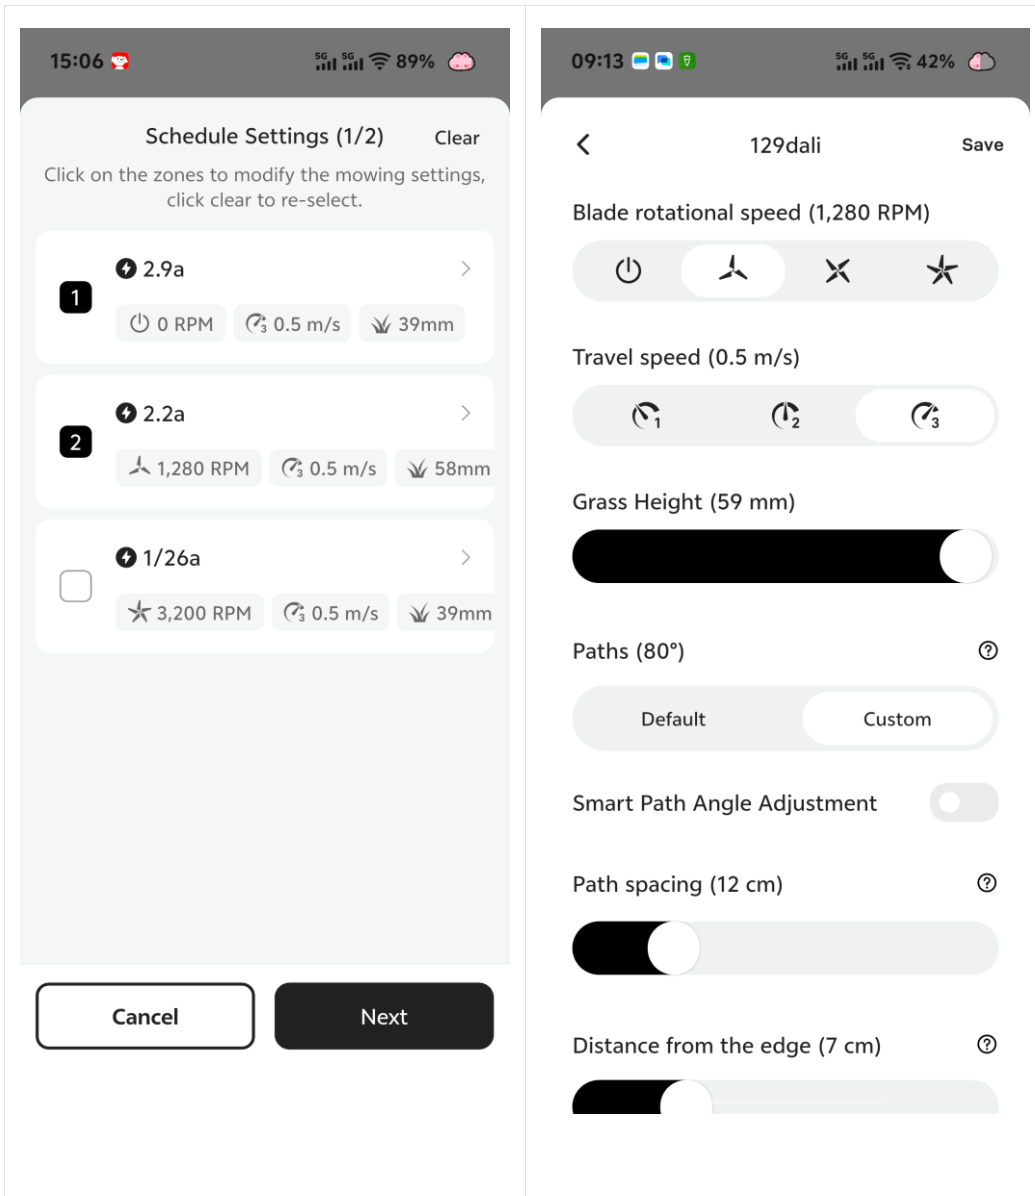 15:06
5G 5G 89%
Schedule Settings (1/2)
Clear
Click on the zones to modify the mowing settings,
click clear to re-select.
1
2.9a
0 RPM
3 0.5 m/s
39mm
2
2.2a
1,280 RPM
3 0.5 m/s
58mm
1/26a
3,200 RPM
3 0.5 m/s
39mm
Cancel
Next
09:13
5G 5G 42%
129dali
Save
Blade rotational speed (1,280 RPM)
Travel speed (0.5 m/s)
1
2
3
Grass Height (59 mm)
Paths (80°)
?
Default
Custom
Smart Path Angle Adjustment
Path spacing (12 cm)
?
Distance from the edge (7 cm)
?